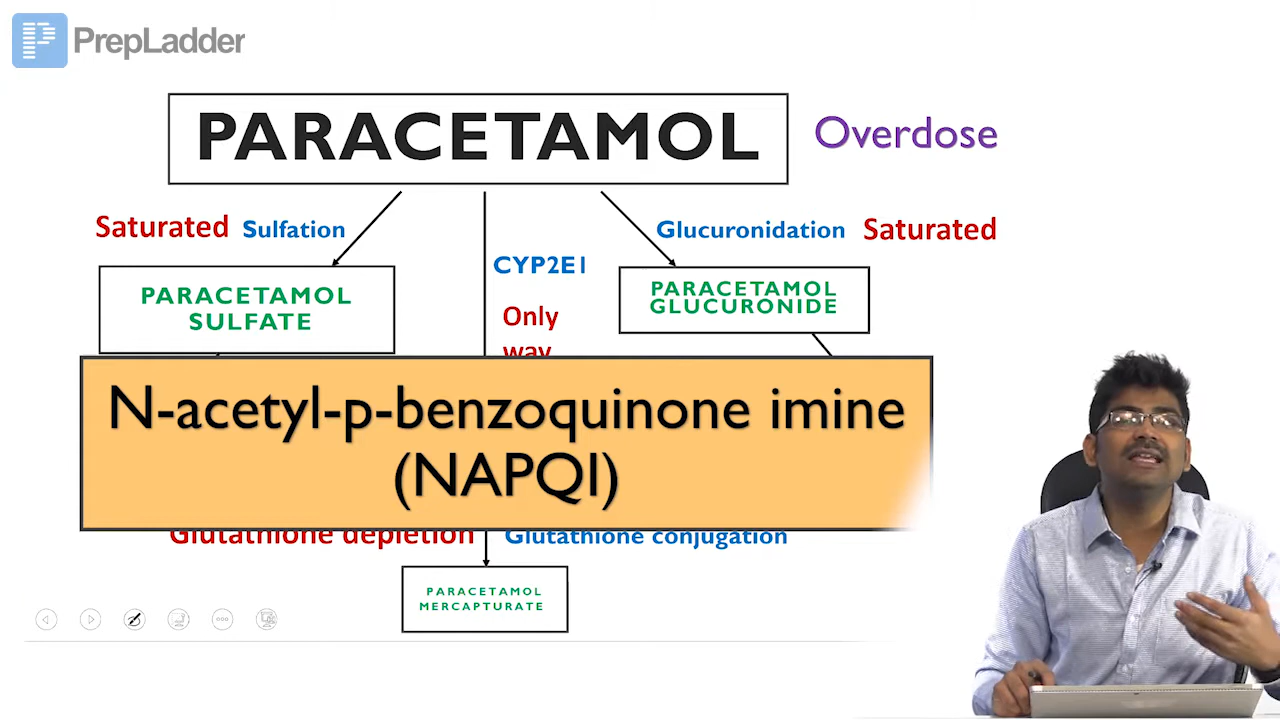 PrepLadder
PARACETAMOL
Overdose
Saturated
Sulfation
Glucuronidation
Saturated
CYP2E1
PARACETAMOL
SULFATE
PARACETAMOL
GLUCURONIDE
Only
way
N-acetyl-p-benzoquinone imine
(NAPQI)
Glutathione depletion
Glutathione conjugation
PARACETAMOL
MERCAPTURATE